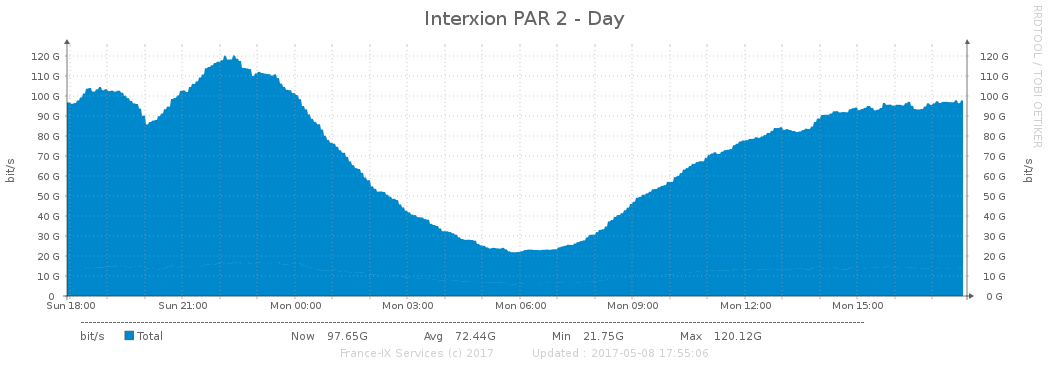 Interxion PAR 2 - Day
RRDTOOL / TOBI OETIKER
bit/s
120 G 120 G
110 G 110 G
100 G 100 G
90 G 90 G
80 G 80 G
70 G 70 G
60 G 60 G
50 G 50 G
40 G 40 G
30 G 30 G
20 G 20 G
10 G 10 G
0 0 G
bit/s
Sun 18:00 Sun 21:00 Mon 00:00 Mon 03:00 Mon 06:00 Mon 09:00 Mon 12:00 Mon 15:00
bit/s Total Now 97.65G Avg 72.44G Min 21.75G Max 120.12G
France-IX Services (c) 2017 Updated : 2017-05-08 17:55:06